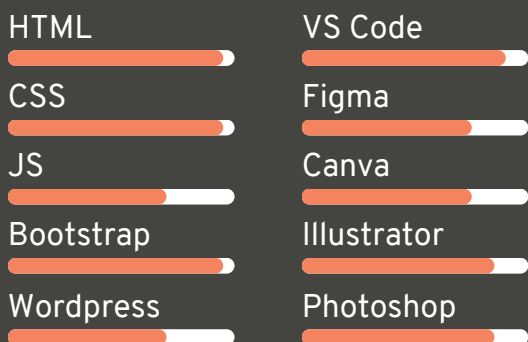 HTML
CSS
JS
Bootstrap
Wordpress
VS Code
Figma
Canva
Illustrator
Photoshop